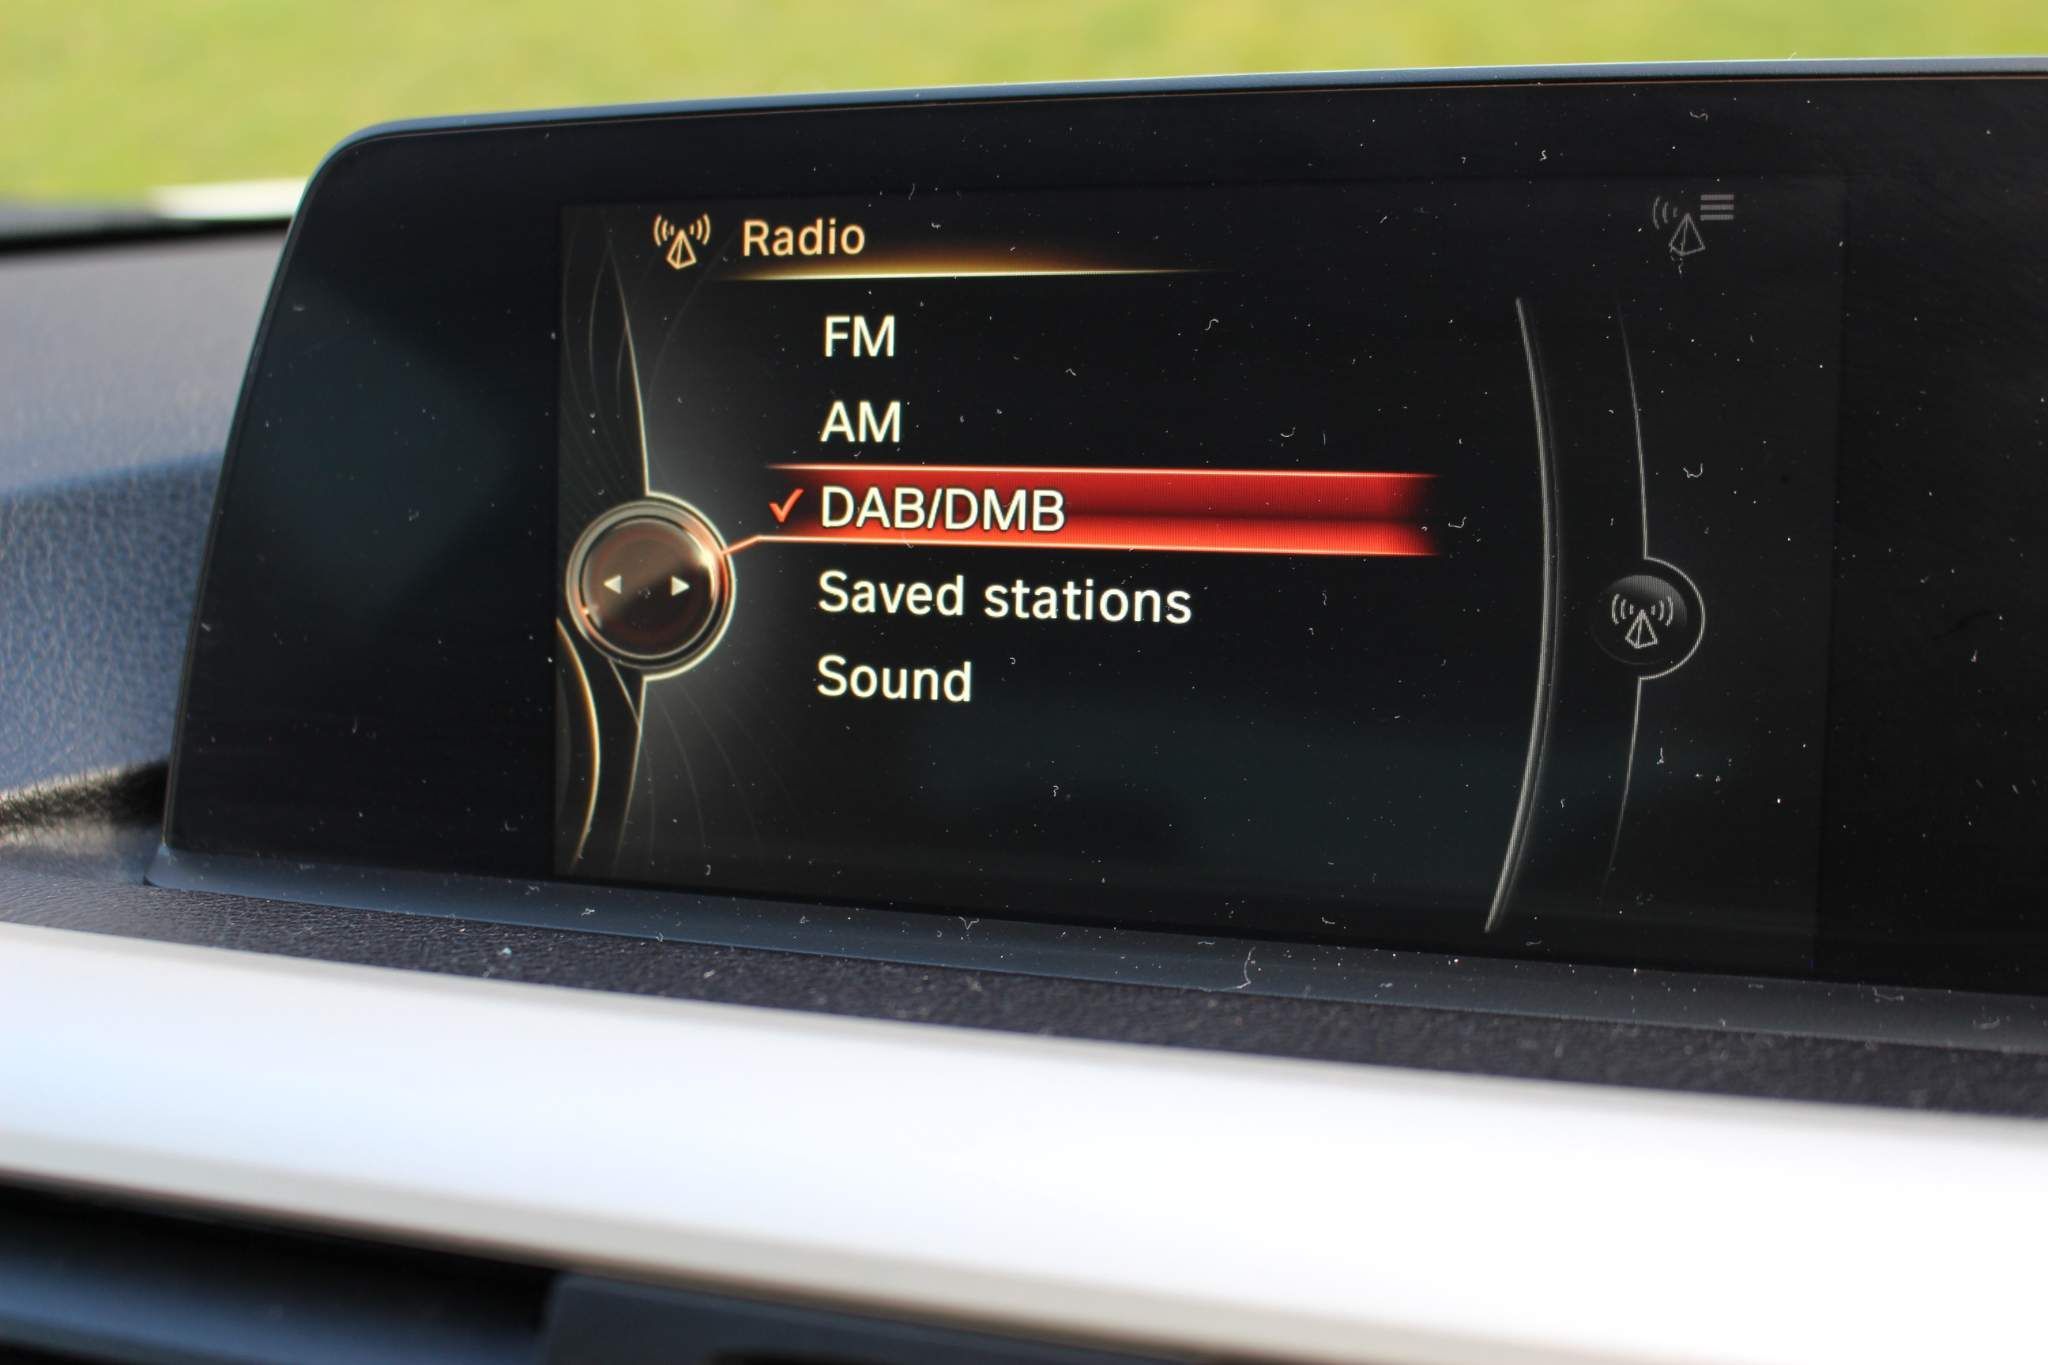 Radio
FM
AM
DAB/DMB
Saved stations
Sound